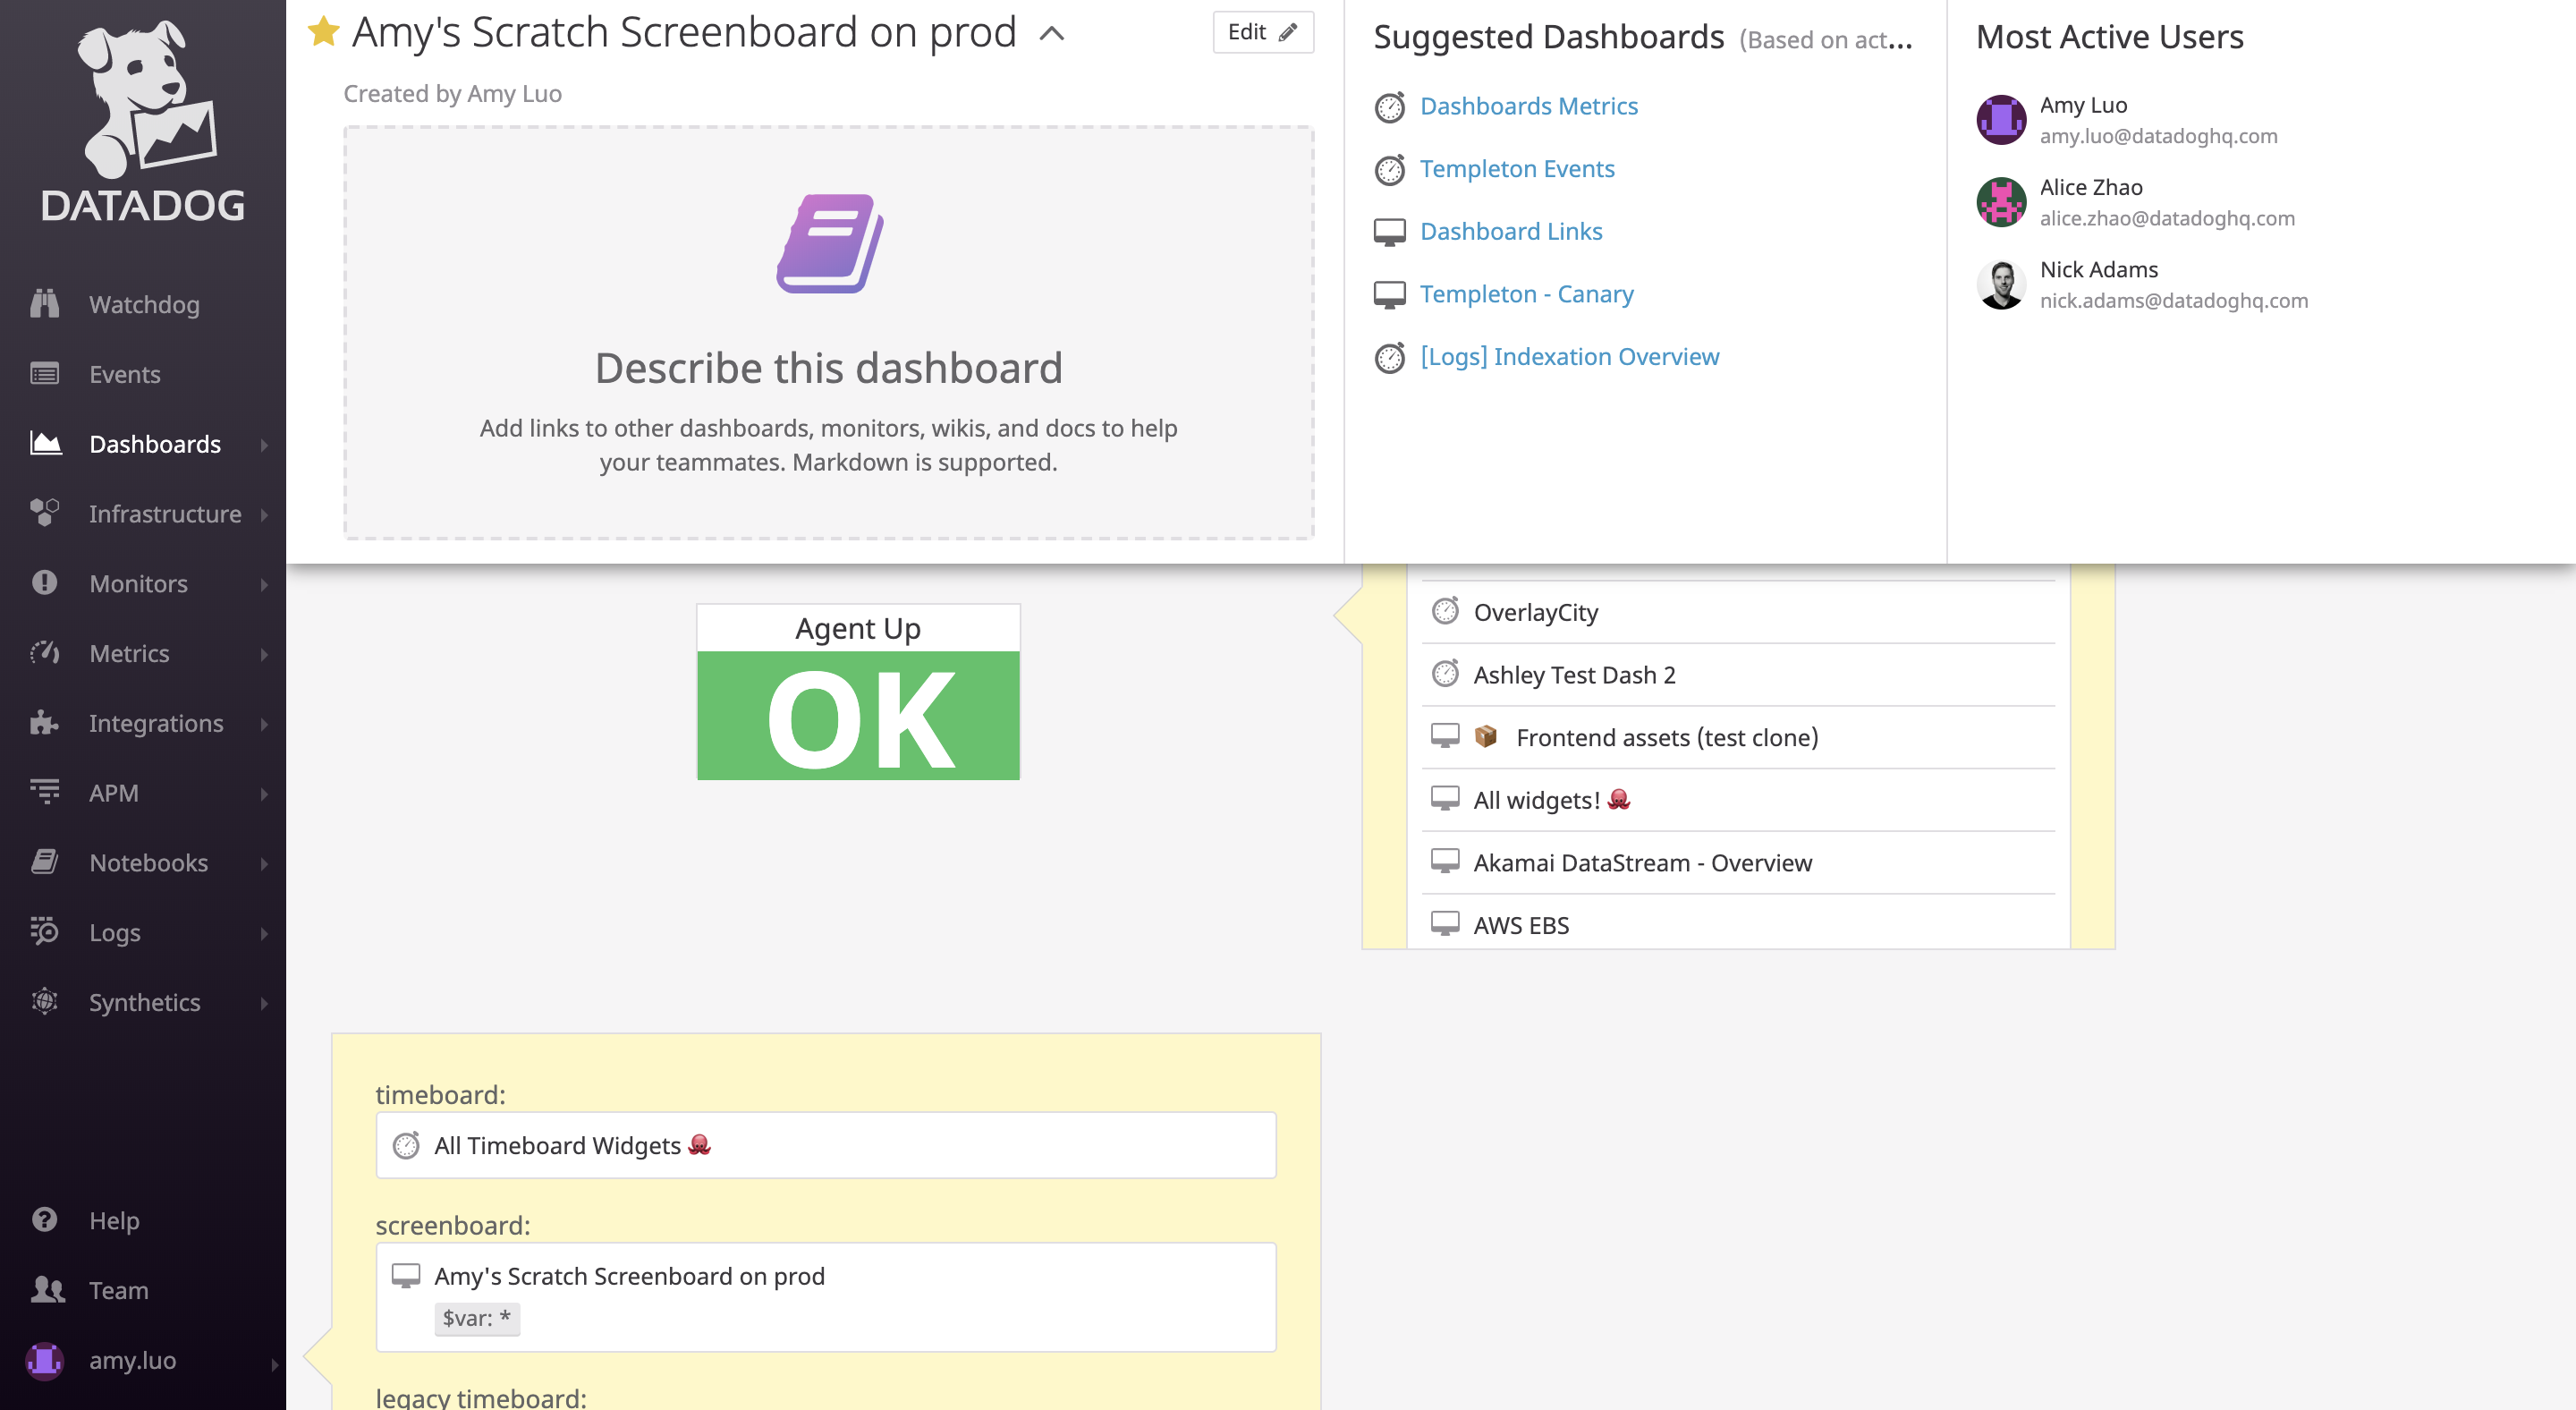 DATADOG
Watchdog
Events
Dashboards
Infrastructure
Monitors
Metrics
Integrations
APM
Notebooks
Logs
Synthetics
Help
Team
amy.luo
Amy's Scratch Screenboard on prod
Edit
Created by Amy Luo
Describe this dashboard
Add links to other dashboards, monitors, wikis, and docs to help
your teammates. Markdown is supported.
Suggested Dashboards (Based on act...
Dashboards Metrics
Templeton Events
Dashboard Links
Templeton - Canary
[Logs] Indexation Overview
Most Active Users
Amy Luo
amy.luo@datadoghq.com
Alice Zhao
alice.zhao@datadoghq.com
Nick Adams
nick.adams@datadoghq.com
Agent Up
OK
OverlayCity
Ashley Test Dash 2
📦 Frontend assets (test clone)
All widgets! 🐙
Akamai DataStream - Overview
AWS EBS
timeboard:
All Timeboard Widgets 🐙
screenboard:
Amy's Scratch Screenboard on prod
$var: *
legacy timeboard: